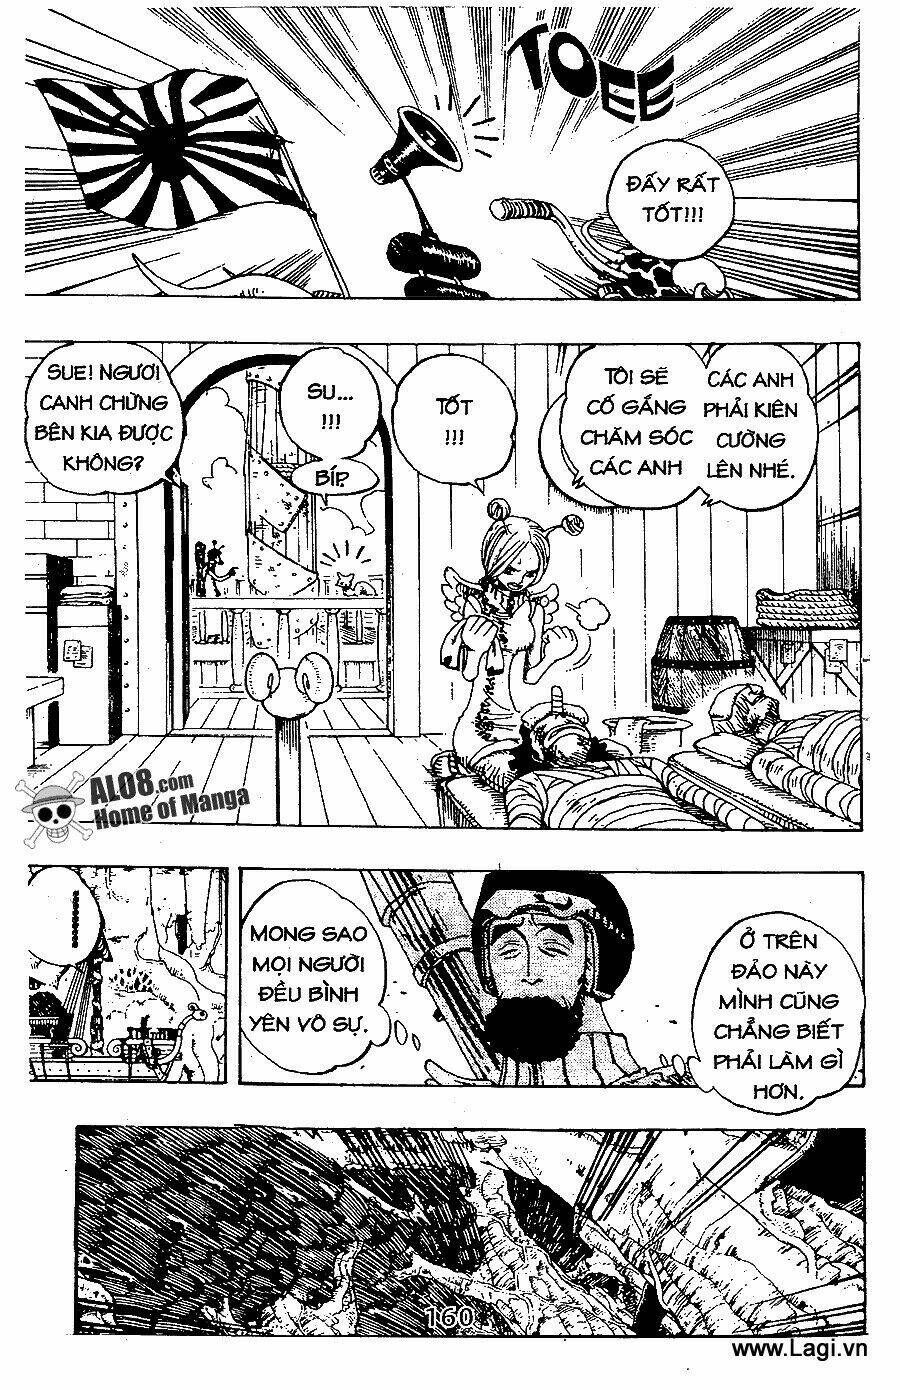 TOEE
ĐẤY RẤT
TỐT!!!
CÁC ANH
PHẢI KIÊN
CƯỜNG
LÊN NHÉ.
TÔI SẼ
CỐ GẮNG
CHĂM SÓC
CÁC ANH
TỐT
!!!
SU...
!!!
BÍP?
SUE! NGƯƠI
CANH CHỪNG
BÊN KIA ĐƯỢC
KHÔNG?
AL08.com
Home of Manga
Ở TRÊN
ĐẢO NÀY
MÌNH CŨNG
CHẲNG BIẾT
PHẢI LÀM GÌ
HƠN.
MONG SAO
MỌI NGƯỜI
ĐỀU BÌNH
YÊN VÔ SỰ.
160
www.Lagi.vn